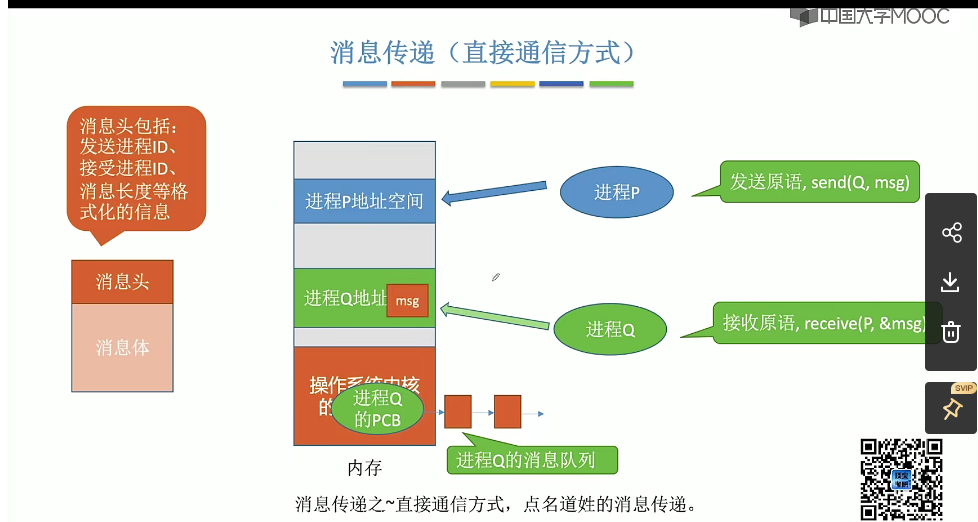 中国大学MOOC
消息传递（直接通信方式）
消息头包括：
发送进程ID、
接受进程ID、
消息长度等格
式化的信息
消息头
消息体
进程P地址空间
进程P
发送原语, send(Q, msg)
进程Q地址
msg
进程Q
接收原语, receive(P, &msg)
操作系统内核
的
进程Q
的PCB
进程Q的消息队列
内存
消息传递之~直接通信方式，点名道姓的消息传递。
SVIP